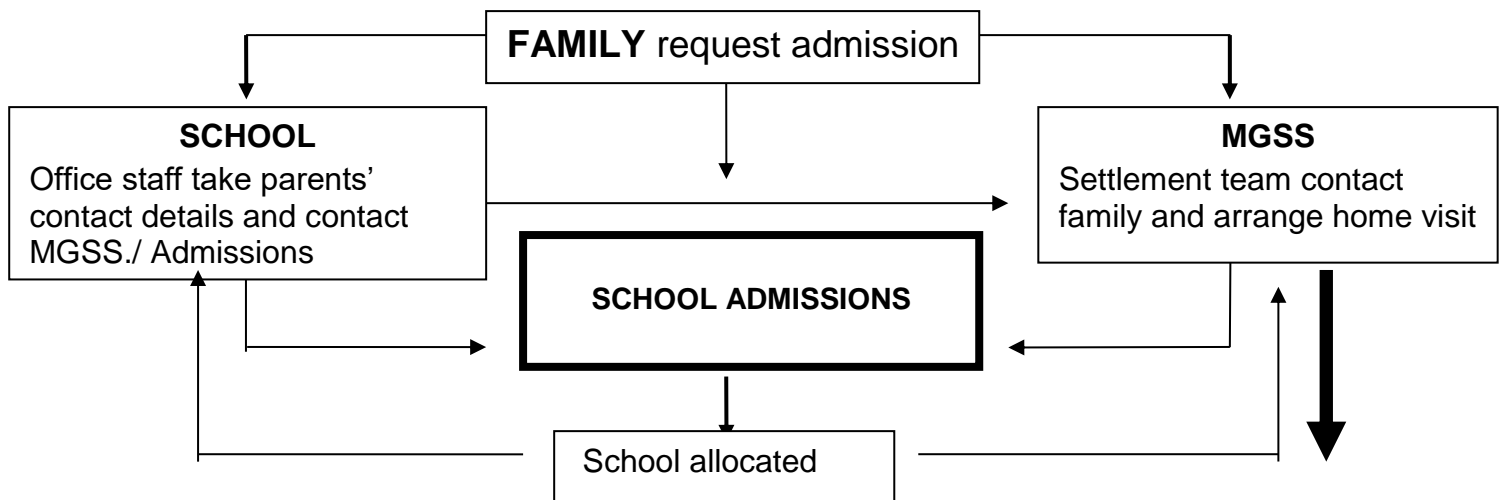 FAMILY request admission
SCHOOL
Office staff take parents’
contact details and contact
MGSS./ Admissions
MGSS
Settlement team contact
family and arrange home visit
SCHOOL ADMISSIONS
School allocated